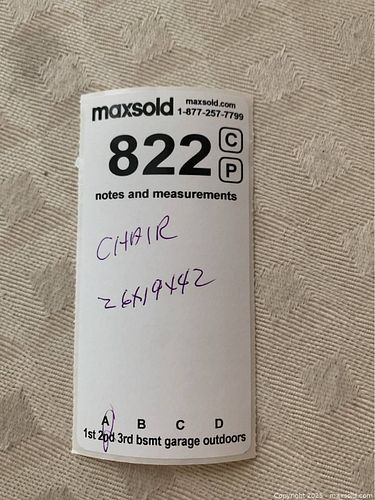 maxsold maxsold.com
1-877-257-7799
822 C
P
notes and measurements
CHAIR
26X19X42
A B C D
1st 2nd 3rd bsmt garage outdoors
Copyright 2025 - maxsold.com